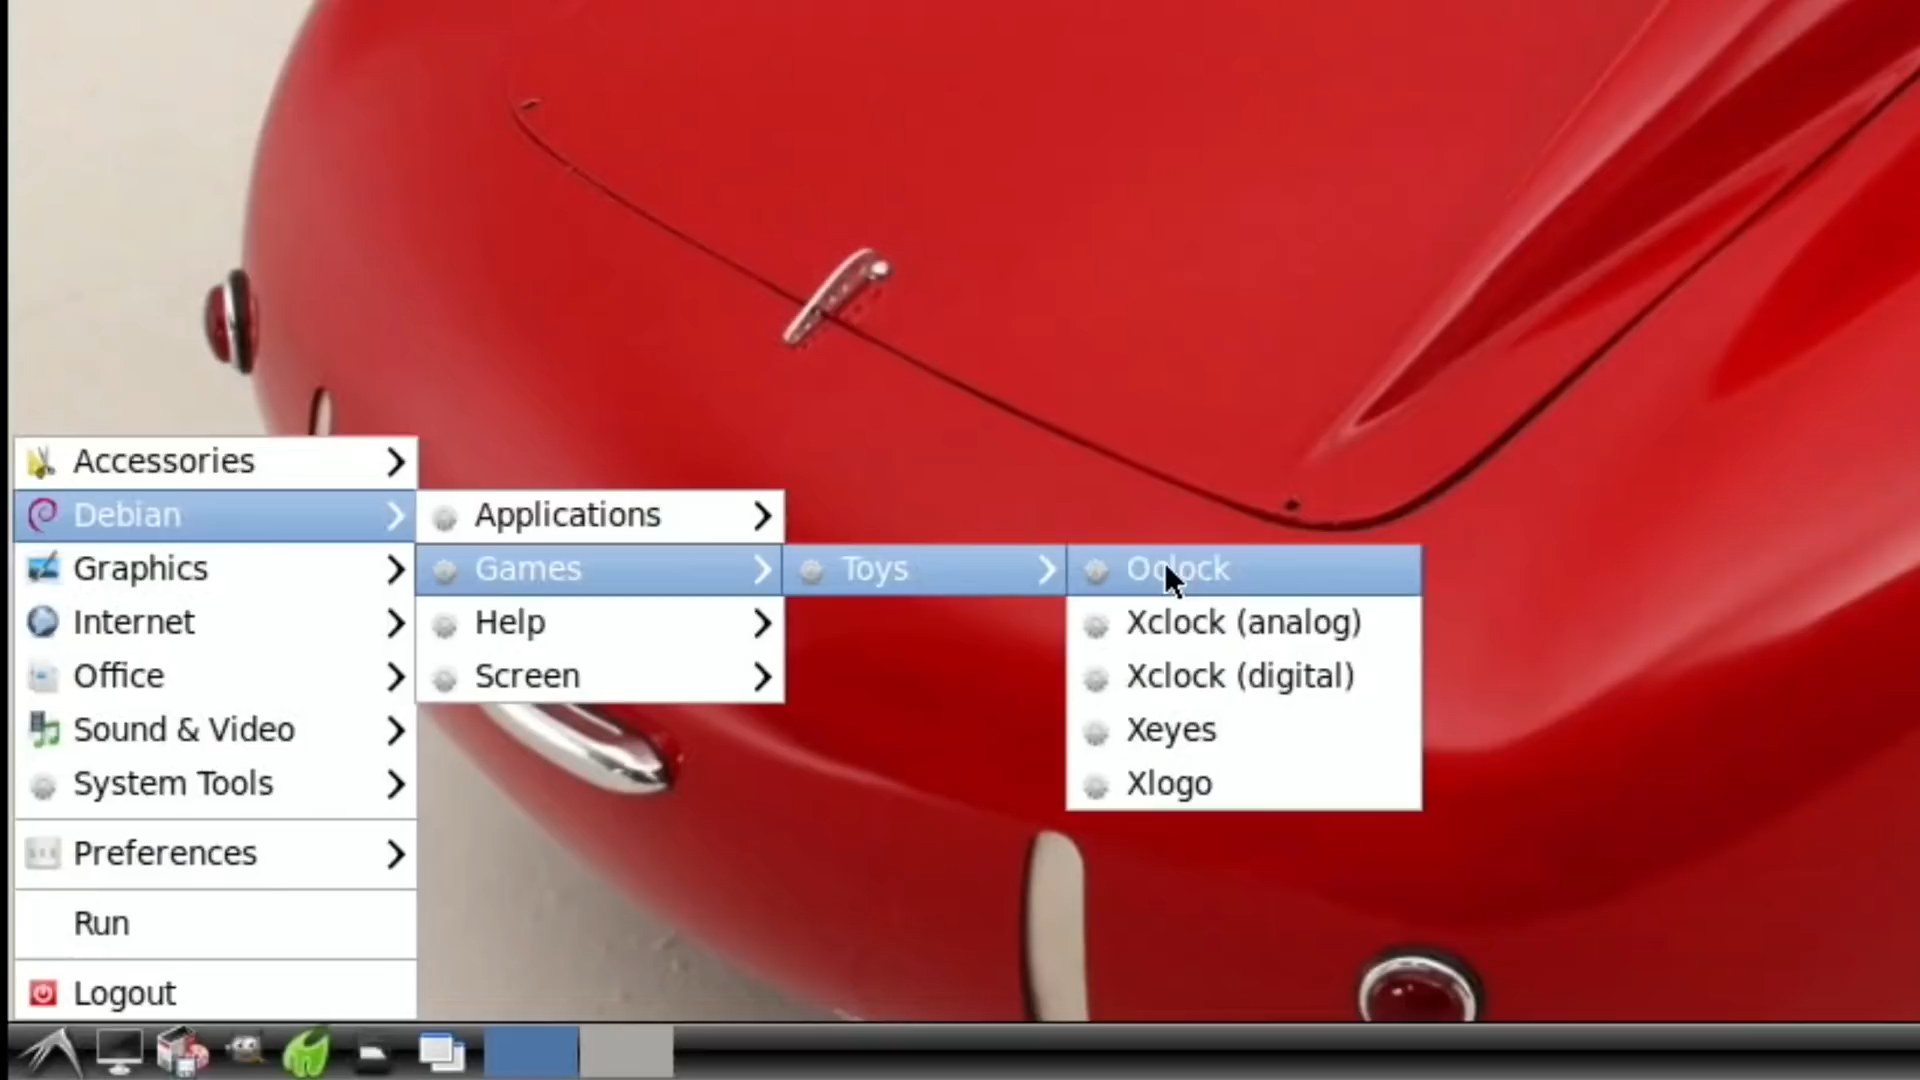 Accessories
Debian
Graphics
Internet
Office
Sound & Video
System Tools
Preferences
Run
Logout
Applications
Games
Help
Screen
Toys
Oclock
Xclock (analog)
Xclock (digital)
Xeyes
Xlogo